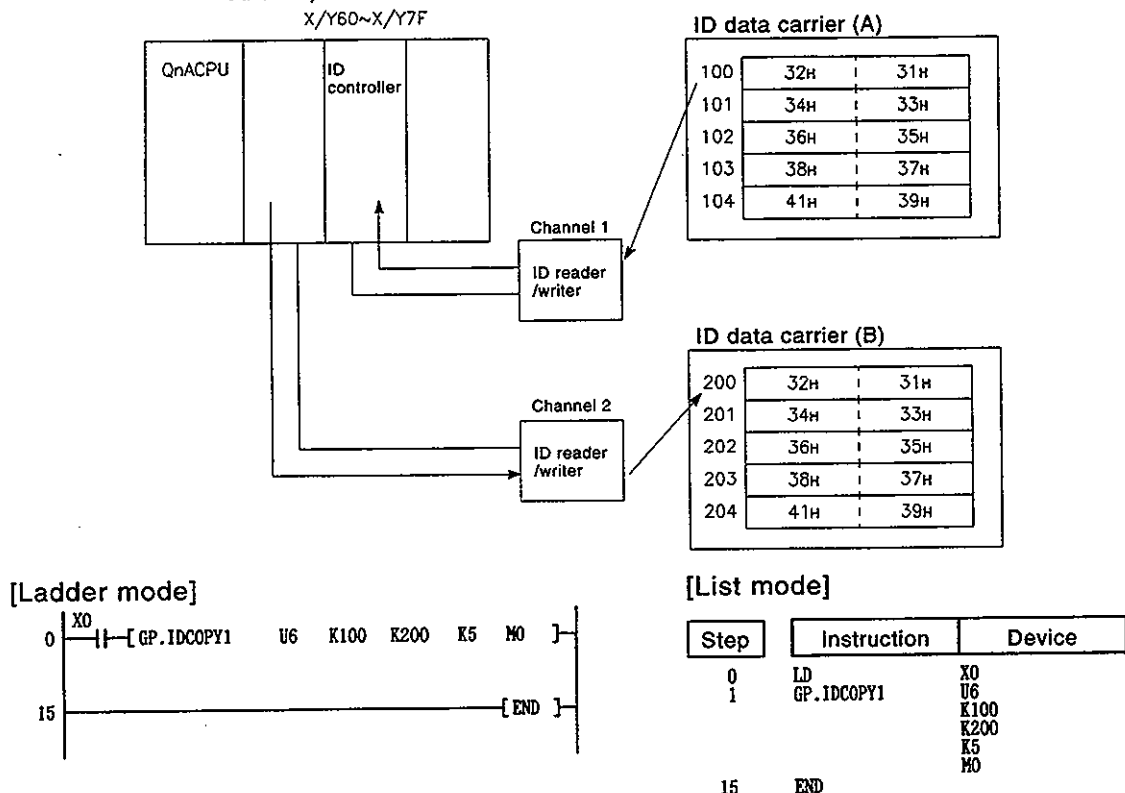 X/Y60~X/Y7F
QnACPU
ID
controller
ID data carrier (A)
100 32H 31H
101 34H 33H
102 36H 35H
103 38H 37H
104 41H 39H
Channel 1
ID reader
/writer
ID data carrier (B)
200 32H 31H
201 34H 33H
202 36H 35H
203 38H 37H
204 41H 39H
Channel 2
ID reader
/writer
[Ladder mode]
X0
0 [ GP.IDCOPY1 U6 K100 K200 K5 M0 ]
15 [ END ]
[List mode]
Step Instruction Device
0 LD X0
1 GP.IDCOPY1 U6
K100
K200
K5
M0
15 END